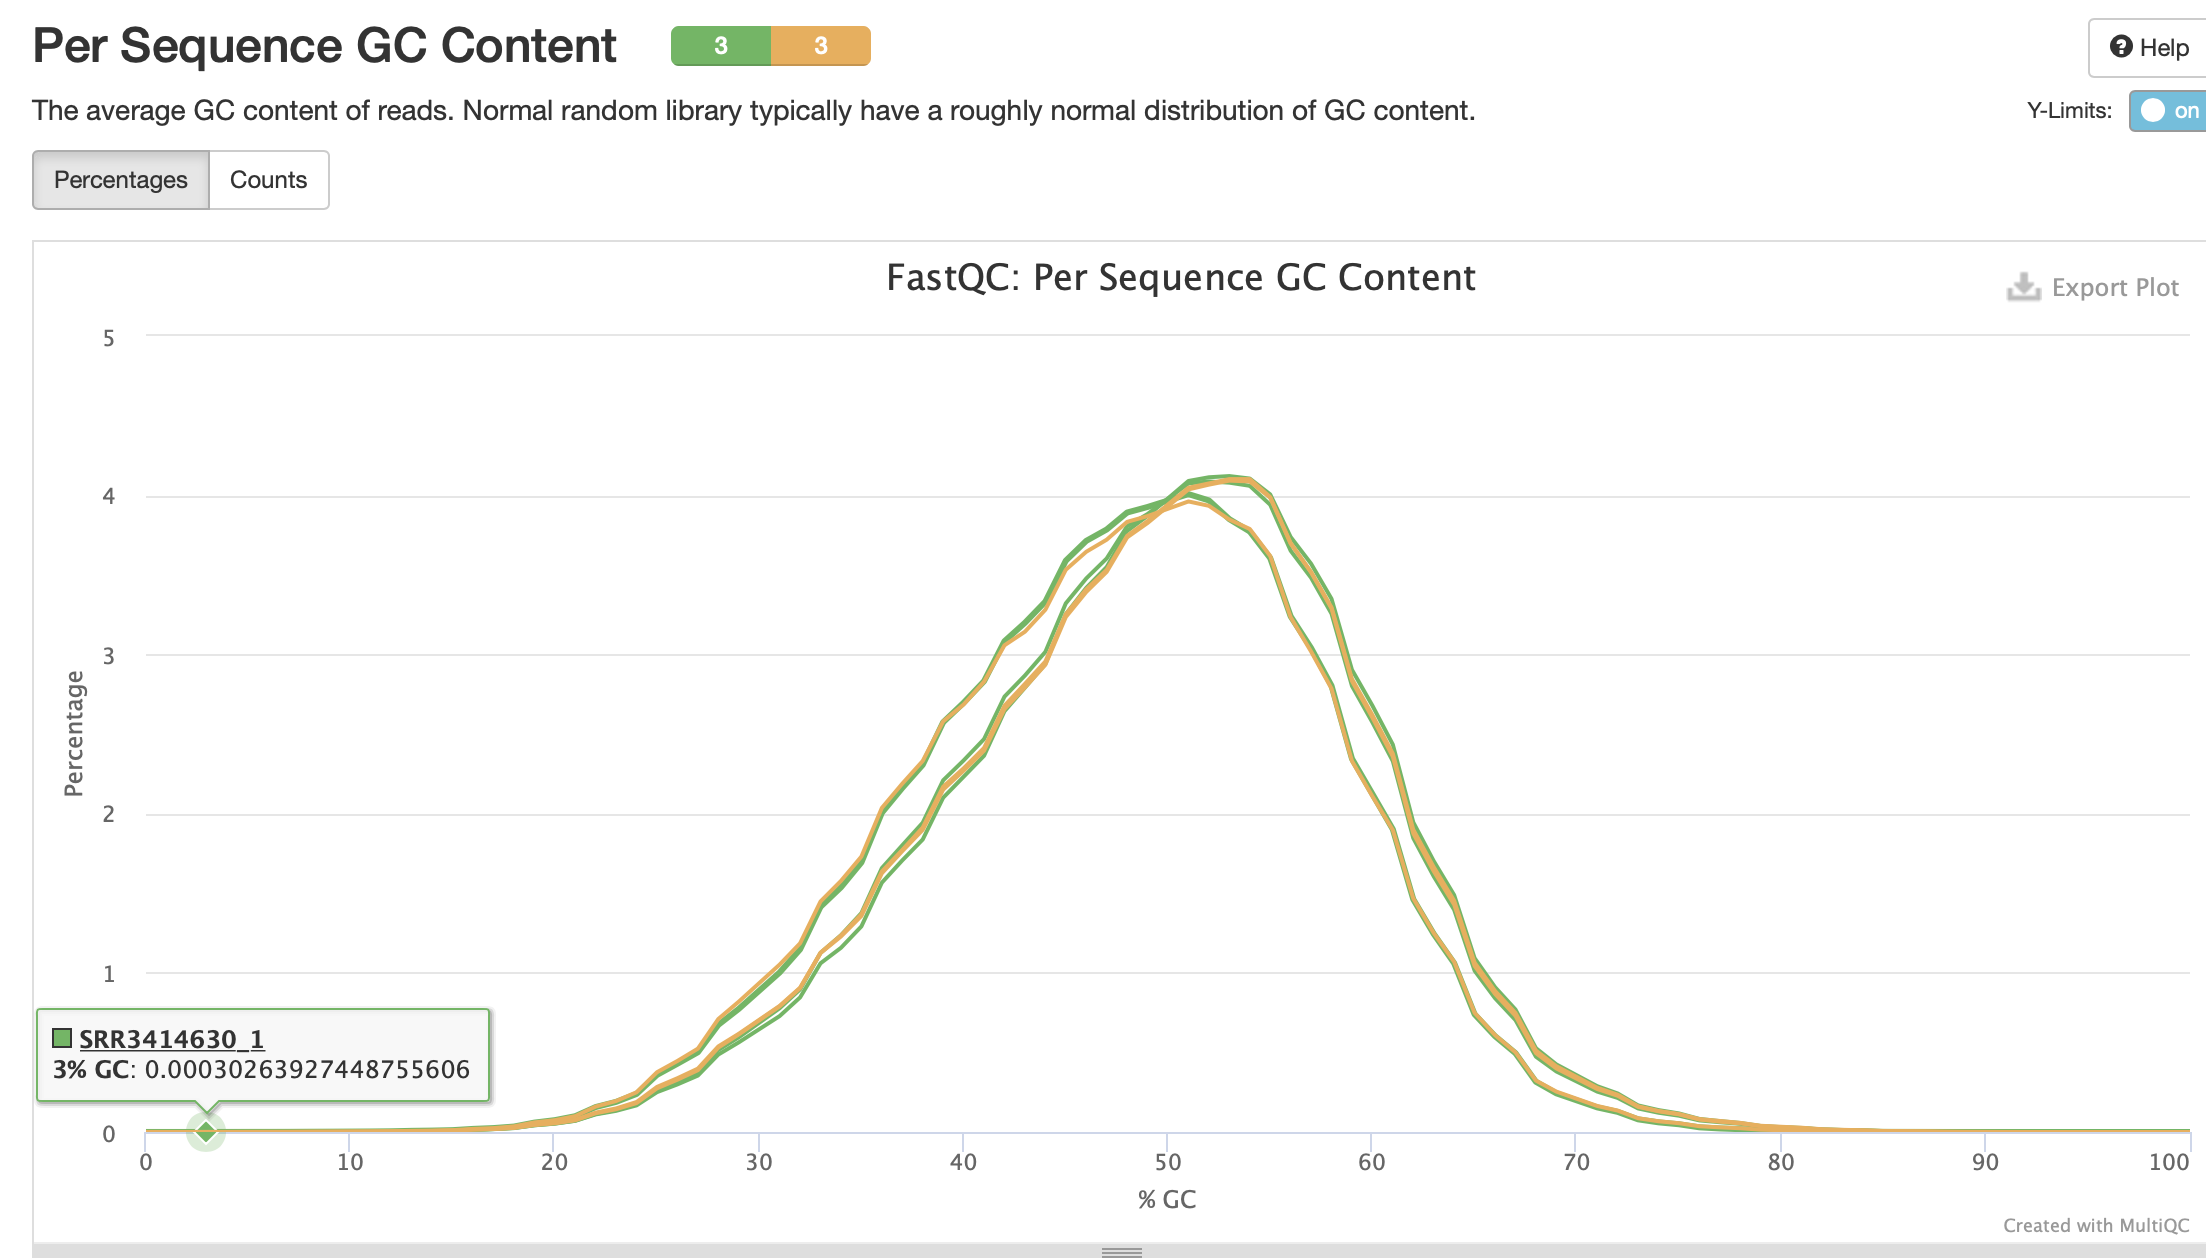 Per Sequence GC Content
3 3
Help
The average GC content of reads. Normal random library typically have a roughly normal distribution of GC content.
Y-Limits: on
Percentages Counts
FastQC: Per Sequence GC Content
Export Plot
5
4
3
2
1
0
Percentage
SRR3414630_1
3% GC: 0.00030263927448755606
0 10 20 30 40 50 60 70 80 90 100
% GC
Created with MultiQC